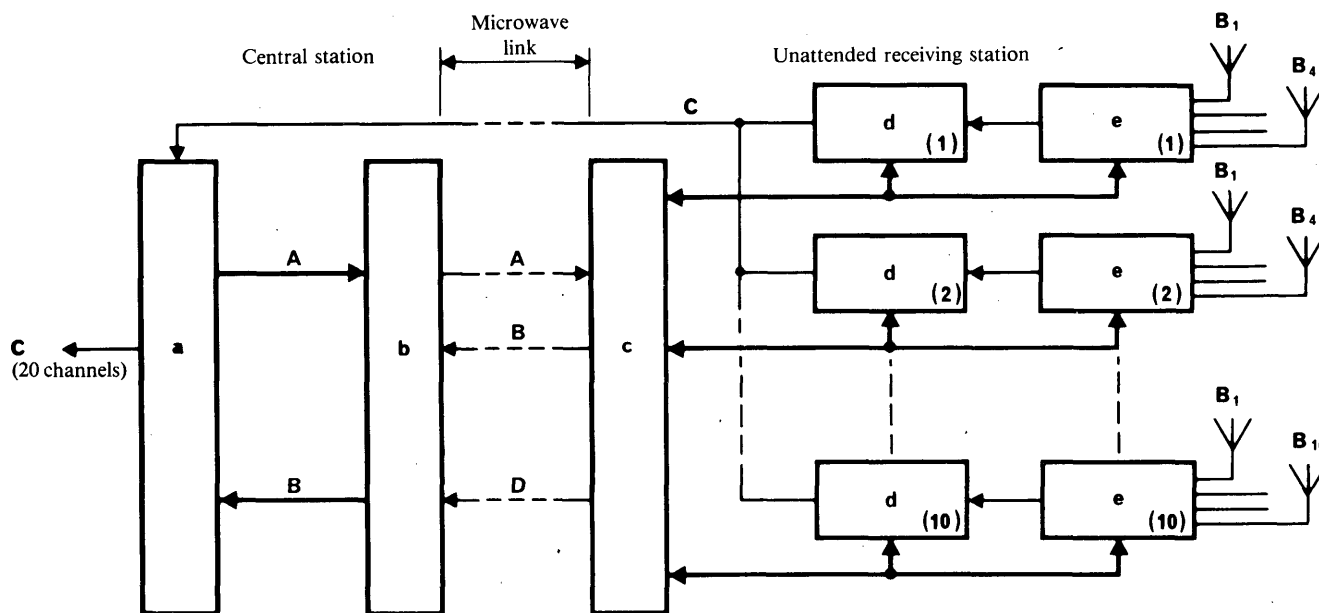 Microwave
link
Central station
Unattended receiving station
B1
B4
C
d
(1)
e
(1)
B1
B4
A
A
d
(2)
e
(2)
B
C
(20 channels)
a
b
c
B1
B
D
d
(10)
e
(10)